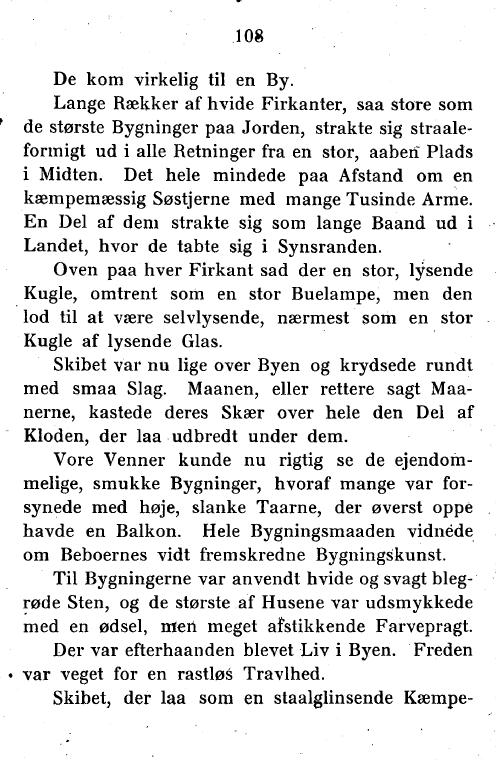 108
De kom virkelig til en By.
Lange Rækker af hvide Firkanter, saa store som
de største Bygninger paa Jorden, strakte sig straale-
formigt ud i alle Retninger fra en stor, aaben Plads
i Midten. Det hele mindede paa Afstand om en
kæmpemæssig Søstjerne med mange Tusinde Arme.
En Del af dem strakte sig som lange Baand ud i
Landet, hvor de tabte sig i Synsranden.
Oven paa hver Firkant sad der en stor, lysende
Kugle, omtrent som en stor Buelampe, men den
lod til at være selvlysende, nærmest som en stor
Kugle af lysende Glas.
Skibet var nu lige over Byen og krydsede rundt
med smaa Slag. Maanen, eller rettere sagt Maa-
nerne, kastede deres Skær over hele den Del af
Kloden, der laa udbredt under dem.
Vore Venner kunde nu rigtig se de ejendom-
melige, smukke Bygninger, hvoraf mange var for-
synede med høje, slanke Taarne, der øverst oppe
havde en Balkon. Hele Bygningsmaaden vidnede
om Beboernes vidt fremskredne Bygningskunst.
Til Bygningerne var anvendt hvide og svagt bleg-
røde Sten, og de største af Husene var udsmykkede
med en ødsel, men meget afstikkende Farvepragt.
Der var efterhaanden blevet Liv i Byen. Freden
var veget for en rastløs Travlhed.
Skibet, der laa som en staalglinsende Kæmpe-